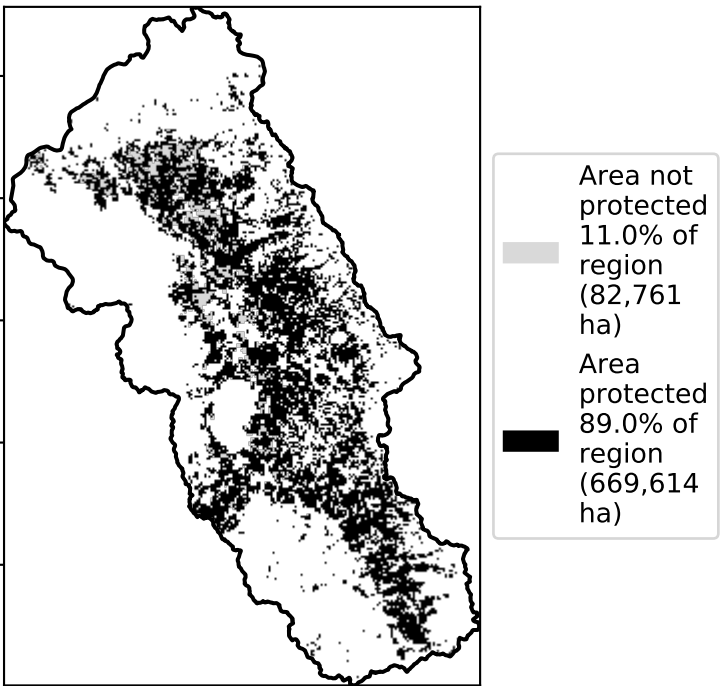 Area not
protected
11.0% of
region
(82,761
ha)
Area
protected
89.0% of
region
(669,614
ha)